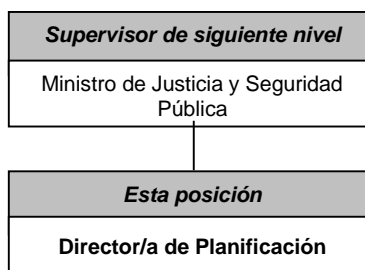 Supervisor de siguiente nivel
Ministro de Justicia y Seguridad
Pública
Esta posición
Director/a de Planificación